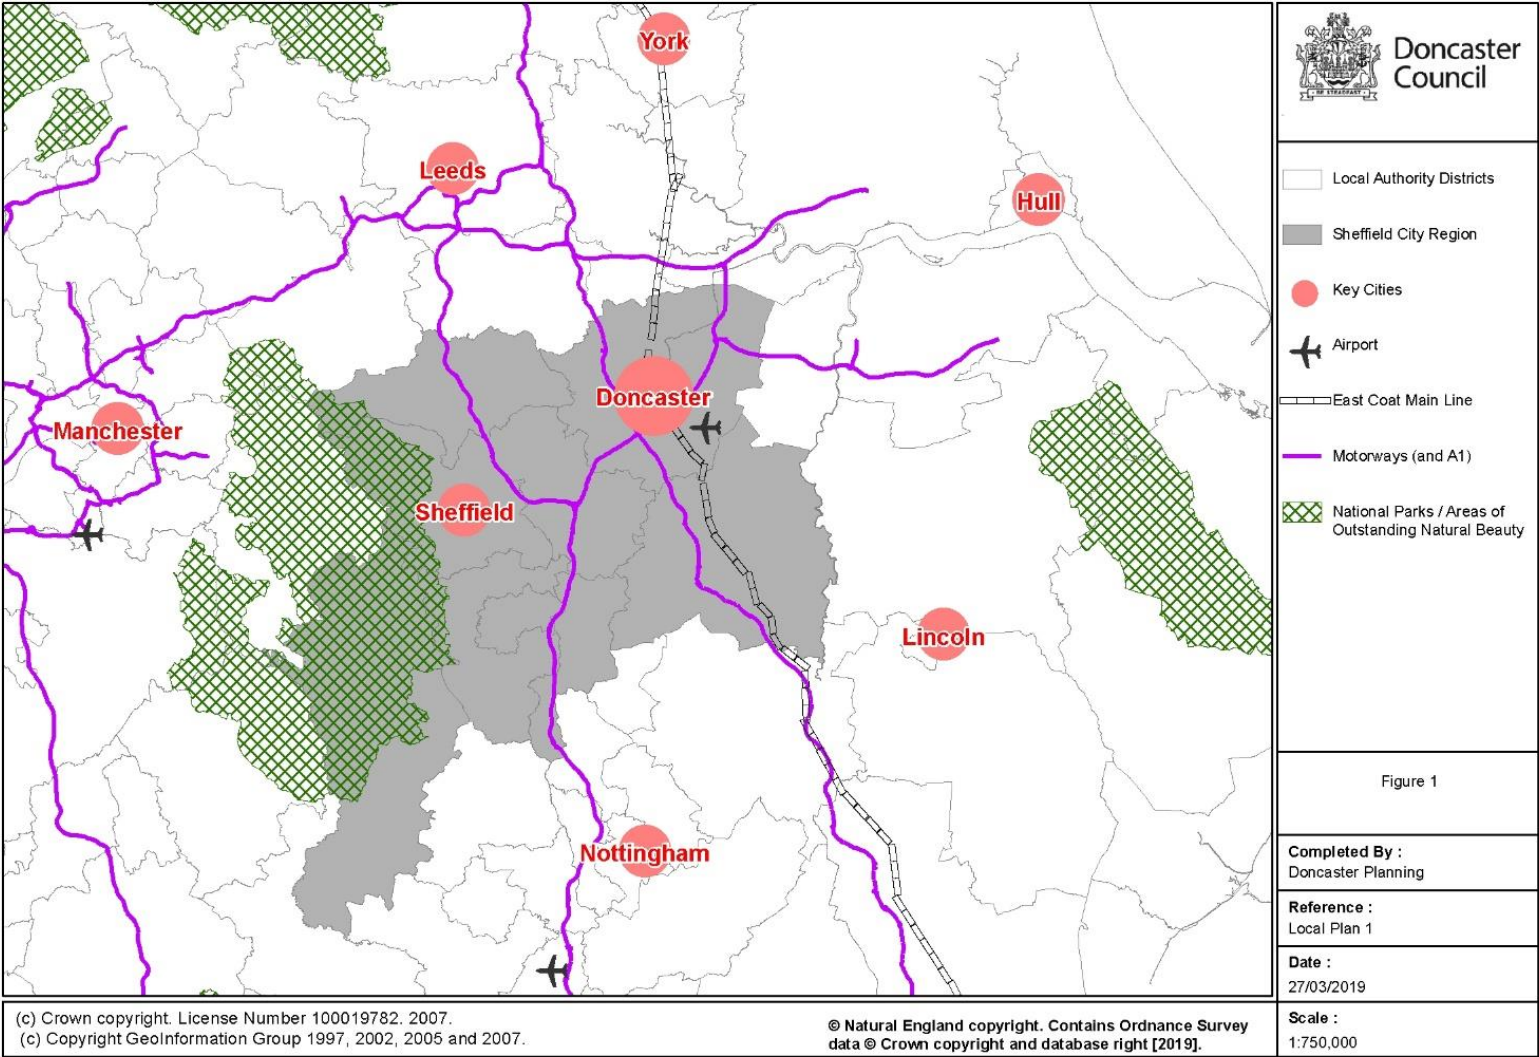 York
Leeds
Hull
Doncaster
Manchester
Sheffield
Lincoln
Nottingham
Doncaster
Council
BE STEADFAST
Local Authority Districts
Sheffield City Region
Key Cities
Airport
East Coat Main Line
Motorways (and A1)
National Parks / Areas of
Outstanding Natural Beauty
Figure 1
Completed By :
Doncaster Planning
Reference :
Local Plan 1
Date :
27/03/2019
Scale :
1:750,000
(c) Crown copyright. License Number 100019782. 2007.
(c) Copyright GeoInformation Group 1997, 2002, 2005 and 2007.
© Natural England copyright. Contains Ordnance Survey
data © Crown copyright and database right [2019].